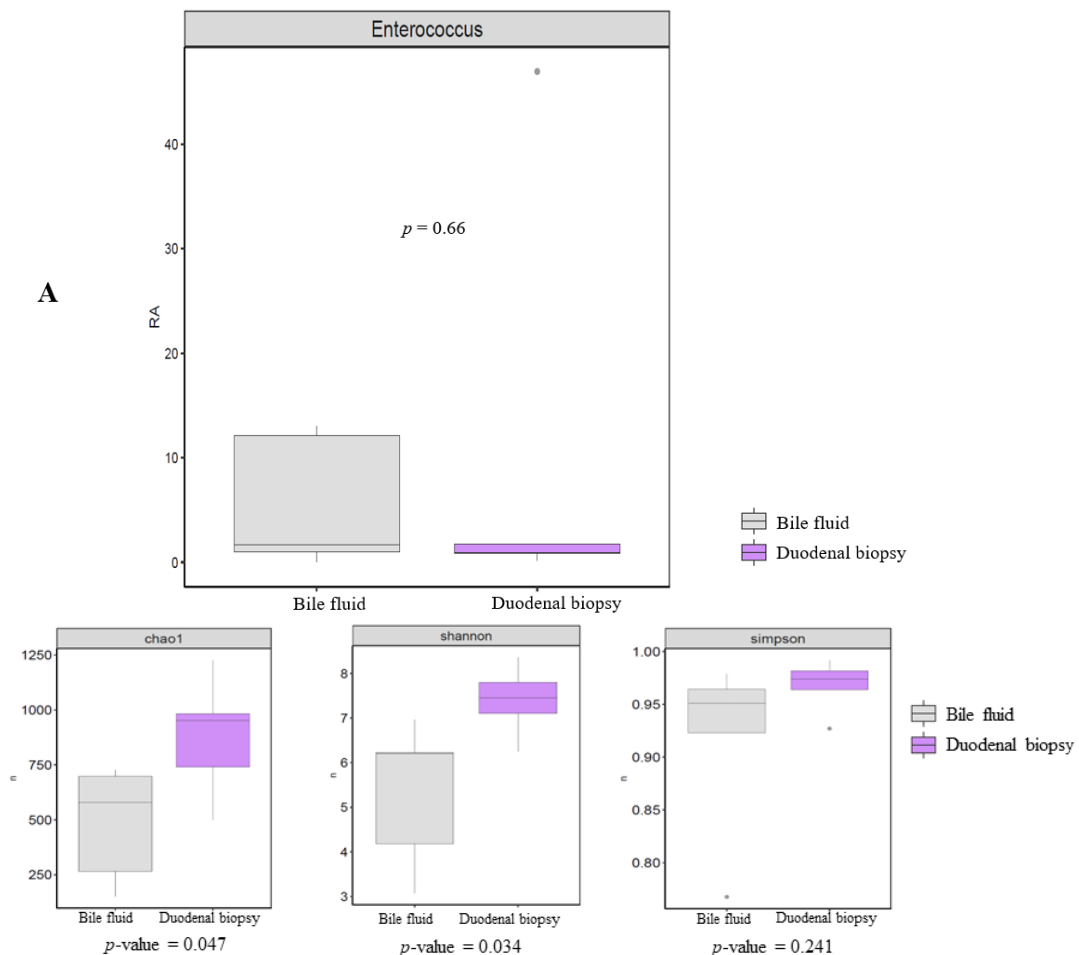 Enterococcus
40
30
20
10
0
RA
A
p = 0.66
Bile fluid
Duodenal biopsy
Bile fluid
Duodenal biopsy
chao1
1250
1000
750
500
250
n
Bile fluid
Duodenal biopsy
p-value = 0.047
shannon
8
7
6
5
4
3
n
Bile fluid
Duodenal biopsy
p-value = 0.034
simpson
1.00
0.95
0.90
0.85
0.80
n
Bile fluid
Duodenal biopsy
p-value = 0.241
Bile fluid
Duodenal biopsy